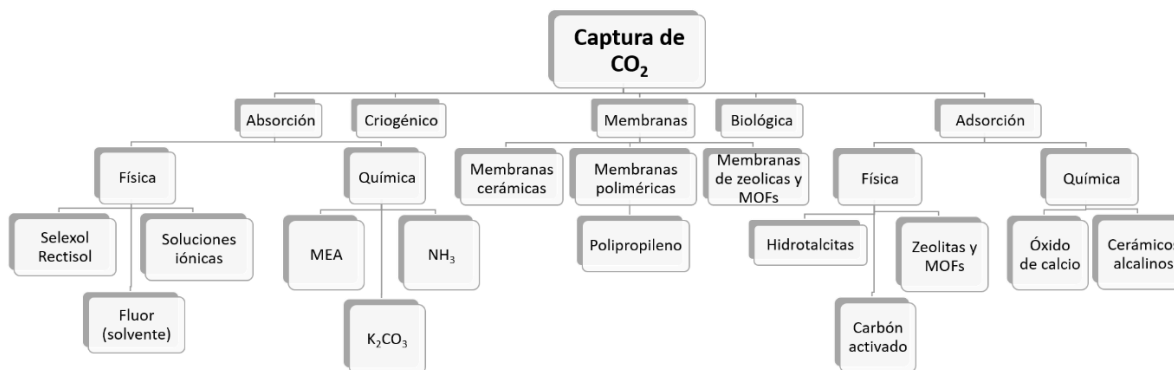 Captura de
CO₂
Absorción
Criogénico
Membranas
Biológica
Adsorción
Física
Química
Membranas
cerámicas
Membranas
poliméricas
Membranas
de zeolicas y
MOFs
Física
Química
Selexol
Rectisol
Soluciones
iónicas
MEA
NH₃
Polipropileno
Hidrotalcitas
Zeolitas y
MOFs
Óxido
de calcio
Cerámicos
alcalinos
Fluor
(solvente)
K₂CO₃
Carbón
activado